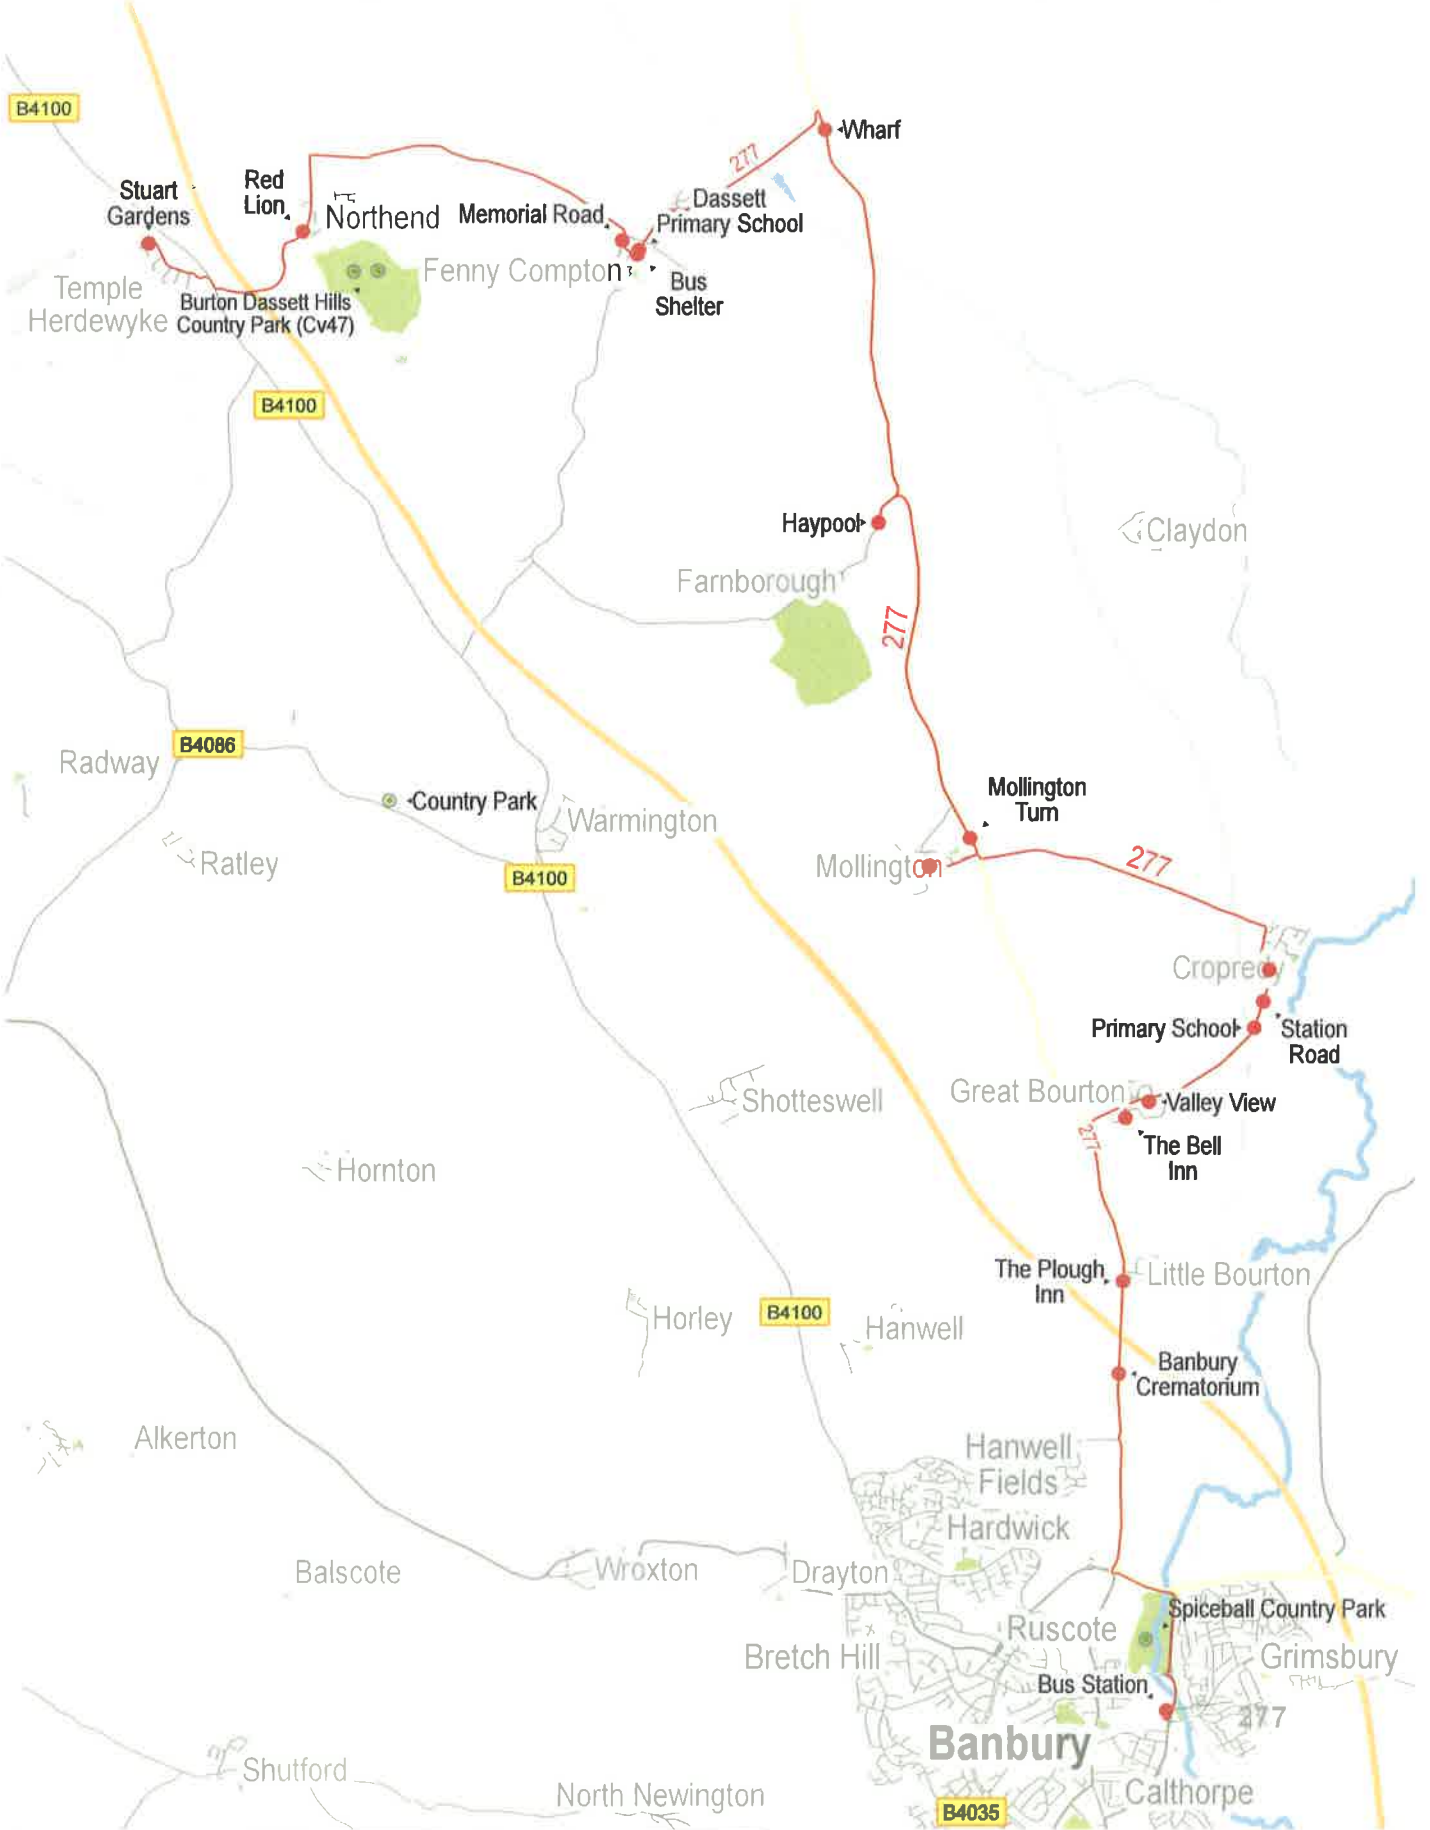 B4100
Wharf
277
Stuart
Gardens
Red
Lion
Northend
Memorial Road
Dassett
Primary School
Fenny Compton
Bus
Shelter
Temple
Herdewyke
Burton Dassett Hills
Country Park (Cv47)
B4100
Haypool
Claydon
Farnborough
277
Radway
B4086
Country Park
Warmington
Mollington
Turn
Ratley
B4100
Mollington
277
Cropredy
Primary School
Station
Road
Shotteswell
Great Bourton
Valley View
277
The Bell
Inn
Hornton
The Plough
Inn
Little Bourton
Horley
B4100
Hanwell
Banbury
Crematorium
Alkerton
Hanwell
Fields
Hardwick
Balscote
Wroxton
Drayton
Spiceball Country Park
Ruscote
Bretch Hill
Grimsbury
Bus Station
277
Banbury
Shutford
North Newington
Calthorpe
B4035